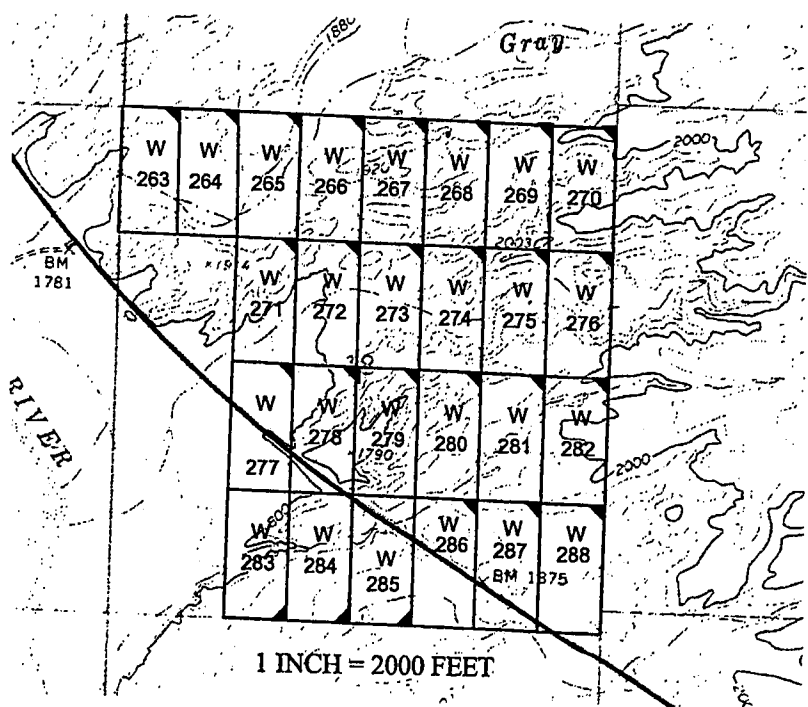 1880
Gray
2000
W W W W W W W W
263 264 265 266 267 268 269 270
2003
BM
1781
W W W W W W
271 272 273 274 275 276
RIVER
W W W W W W
277 278 279 280 281 282
1790
2000
W W W W W W
283 284 285 286 287 288
BM 1875
1 INCH = 2000 FEET